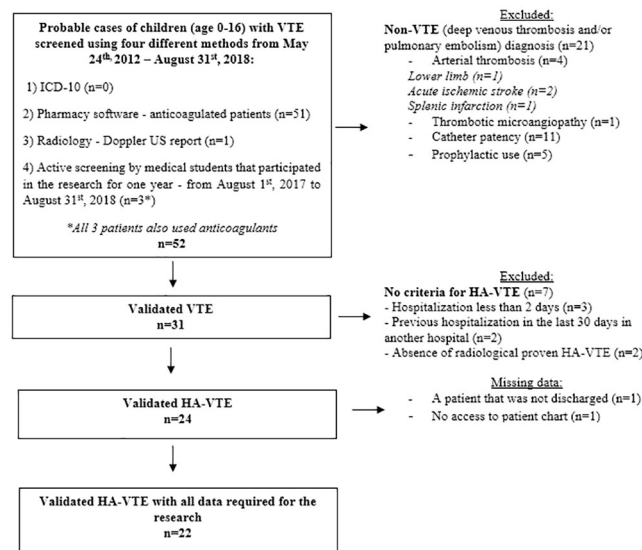 Probable cases of children (age 0-16) with VTE
screened using four different methods from May
24th, 2012 – August 31st, 2018:
1) ICD-10 (n=0)
2) Pharmacy software - anticoagulated patients (n=51)
3) Radiology - Doppler US report (n=1)
4) Active screening by medical students that participated
in the research for one year - from August 1st, 2017 to
August 31st, 2018 (n=3*)
*All 3 patients also used anticoagulants
n=52
Excluded:
Non-VTE (deep venous thrombosis and/or
pulmonary embolism) diagnosis (n=21)
- Arterial thrombosis (n=4)
Lower limb (n=1)
Acute ischemic stroke (n=2)
Splenic infarction (n=1)
- Thrombotic microangiopathy (n=1)
- Catheter patency (n=11)
- Prophylactic use (n=5)
Validated VTE
n=31
Excluded:
No criteria for HA-VTE (n=7)
- Hospitalization less than 2 days (n=3)
- Previous hospitalization in the last 30 days in
another hospital (n=2)
- Absence of radiological proven HA-VTE (n=2)
Validated HA-VTE
n=24
Missing data:
- A patient that was not discharged (n=1)
- No access to patient chart (n=1)
Validated HA-VTE with all data required for the
research
n=22